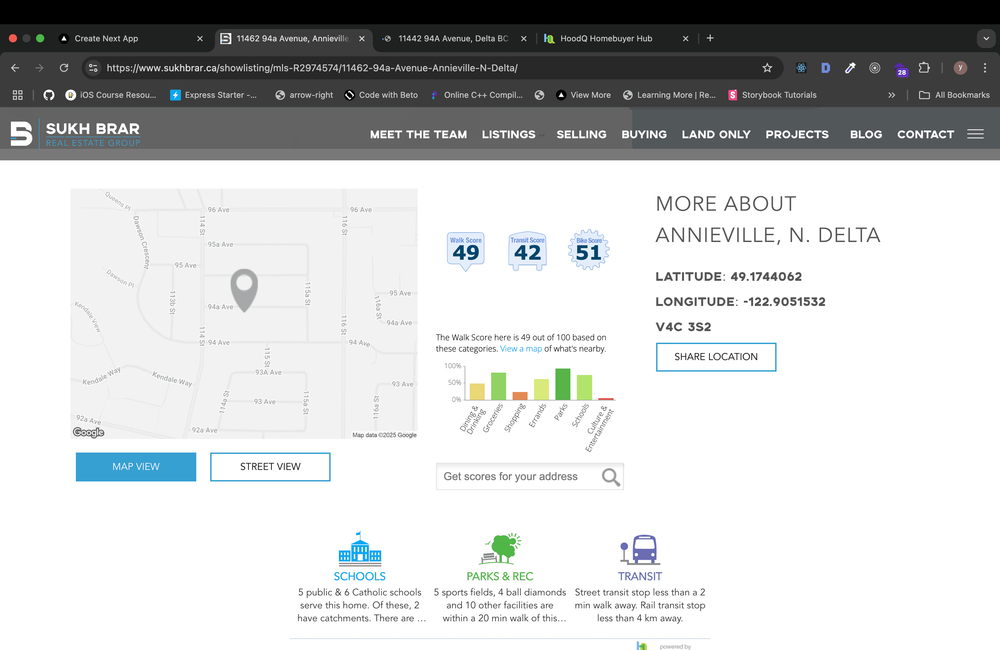 Create Next App
11462 94a Avenue, Annieville
11442 94A Avenue, Delta BC
HoodQ Homebuyer Hub
https://www.sukhbrar.ca/showlisting/mls-R2974574/11462-94a-Avenue-Annieville-N-Delta/
28
y
iOS Course Resou...
Express Starter -...
arrow-right
Code with Beto
Online C++ Compil...
View More
Learning More | Re...
Storybook Tutorials
All Bookmarks
SUKH BRAR
REAL ESTATE GROUP
MEET THE TEAM
LISTINGS
SELLING
BUYING
LAND ONLY
PROJECTS
BLOG
CONTACT
Queens Pl
96 Ave
96 Ave
114 St
116 St
Dawson Crescent
95a Ave
95 Ave
Dawson Pl
113b St
115a St
95 Ave
116a St
94a Ave
94a Ave
Kendale View
114 St
116 St
94 Ave
94 Ave
115 St
93A Ave
Kendale Way
Kendale Way
93 Ave
93 Ave
114a St
115a St
116a St
92a Ave
92a Ave
Google
Map data ©2025 Google
MAP VIEW
STREET VIEW
Walk Score
49
Transit Score
42
Bike Score
51
The Walk Score here is 49 out of 100 based on
these categories. View a map of what's nearby.
100%
50%
0%
Dining &
Drinking
Groceries
Shopping
Errands
Parks
Schools
Culture &
Entertainment
Get scores for your address
MORE ABOUT
ANNIEVILLE, N. DELTA
LATITUDE: 49.1744062
LONGITUDE: -122.9051532
V4C 3S2
SHARE LOCATION
SCHOOLS
5 public & 6 Catholic schools
serve this home. Of these, 2
have catchments. There are ...
PARKS & REC
5 sports fields, 4 ball diamonds
and 10 other facilities are
within a 20 min walk of this...
TRANSIT
Street transit stop less than a 2
min walk away. Rail transit stop
less than 4 km away.
powered by